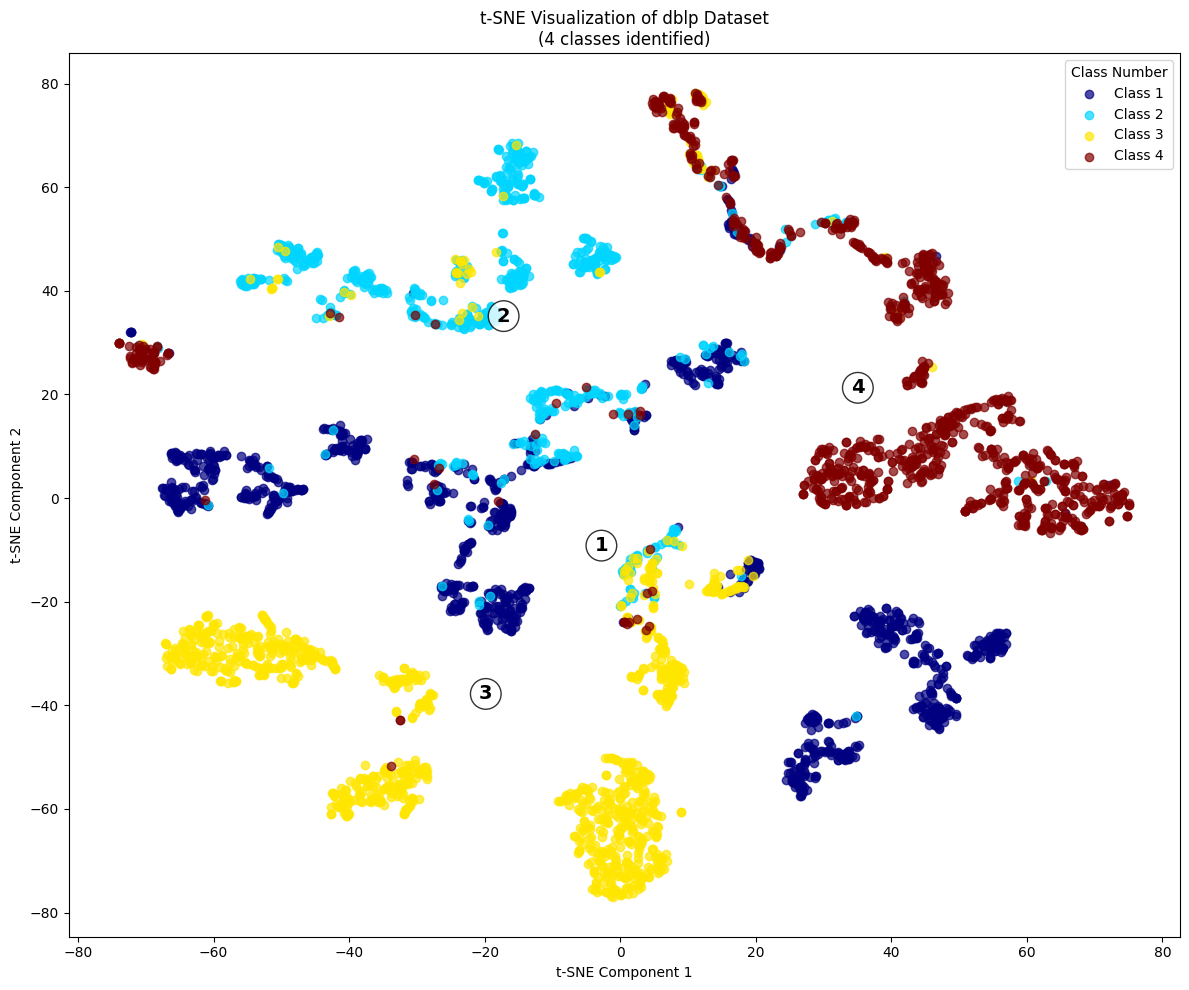 t-SNE Visualization of dblp Dataset
(4 classes identified)
Class Number
Class 1
Class 2
Class 3
Class 4
80
60
40
20
0
−20
−40
−60
−80
t-SNE Component 2
2
4
1
3
−80 −60 −40 −20 0 20 40 60 80
t-SNE Component 1